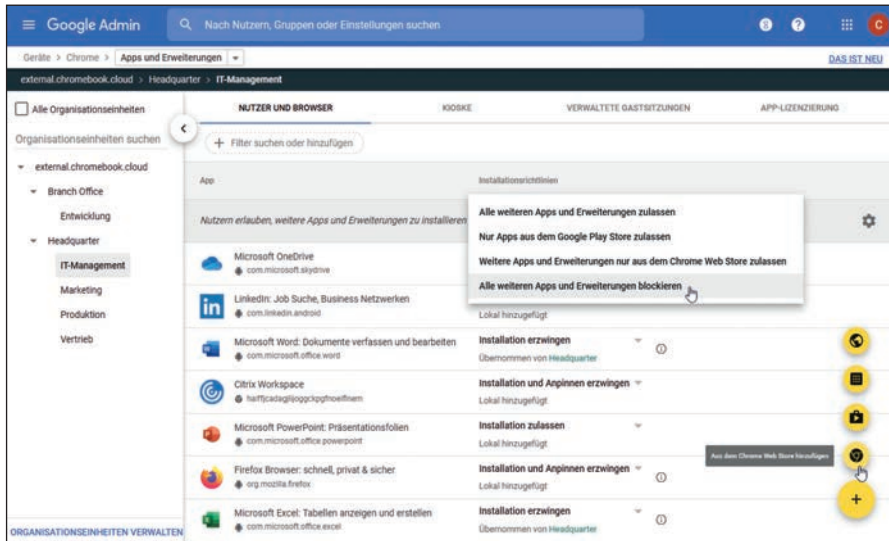 Google Admin
Nach Nutzern, Gruppen oder Einstellungen suchen
S
?
C
Geräte > Chrome > Apps und Erweiterungen
DAS IST NEU
external.chromebook.cloud > Headquarter > IT-Management
Alle Organisationseinheiten
NUTZER UND BROWSER
KIOSKE
VERWALTETE GASTSITZUNGEN
APP-LIZENZIERUNG
Organisationseinheiten suchen
+ Filter suchen oder hinzufügen
external.chromebook.cloud
Branch Office
Entwicklung
Headquarter
IT-Management
Marketing
Produktion
Vertrieb
App
Installationsrichtlinien
Nutzern erlauben, weitere Apps und Erweiterungen zu installieren
Alle weiteren Apps und Erweiterungen zulassen
Nur Apps aus dem Google Play Store zulassen
Weitere Apps und Erweiterungen nur aus dem Chrome Web Store zulassen
Alle weiteren Apps und Erweiterungen blockieren
Microsoft OneDrive
com.microsoft.skydrive
LinkedIn: Job Suche, Business Netzwerken
com.linkedin.android
Lokal hinzugefügt
Microsoft Word: Dokumente verfassen und bearbeiten
com.microsoft.office.word
Installation erzwingen
Übernommen von Headquarter
Citrix Workspace
Installation und Anpinnen erzwingen
Lokal hinzugefügt
Microsoft PowerPoint: Präsentationsfolien
com.microsoft.office.powerpoint
Installation zulassen
Lokal hinzugefügt
Aus dem Chrome Web Store hinzufügen
Firefox Browser: schnell, privat & sicher
org.mozilla.firefox
Installation und Anpinnen erzwingen
Lokal hinzugefügt
Microsoft Excel: Tabellen anzeigen und erstellen
com.microsoft.office.excel
Installation erzwingen
Übernommen von Headquarter
ORGANISATIONSEINHEITEN VERWALTEN